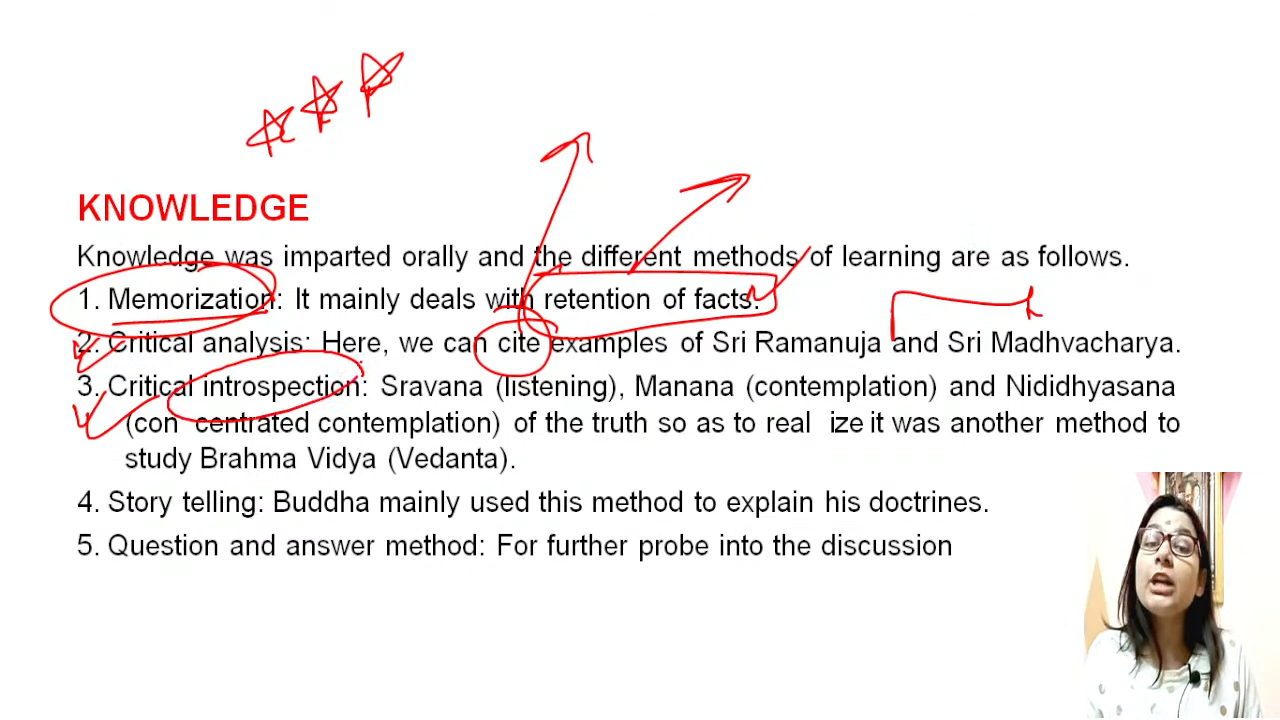 KNOWLEDGE
Knowledge was imparted orally and the different methods of learning are as follows.
1. Memorization: It mainly deals with retention of facts.
2. Critical analysis: Here, we can cite examples of Sri Ramanuja and Sri Madhvacharya.
3. Critical introspection: Sravana (listening), Manana (contemplation) and Nididhyasana
(con centrated contemplation) of the truth so as to real ize it was another method to
study Brahma Vidya (Vedanta).
4. Story telling: Buddha mainly used this method to explain his doctrines.
5. Question and answer method: For further probe into the discussion